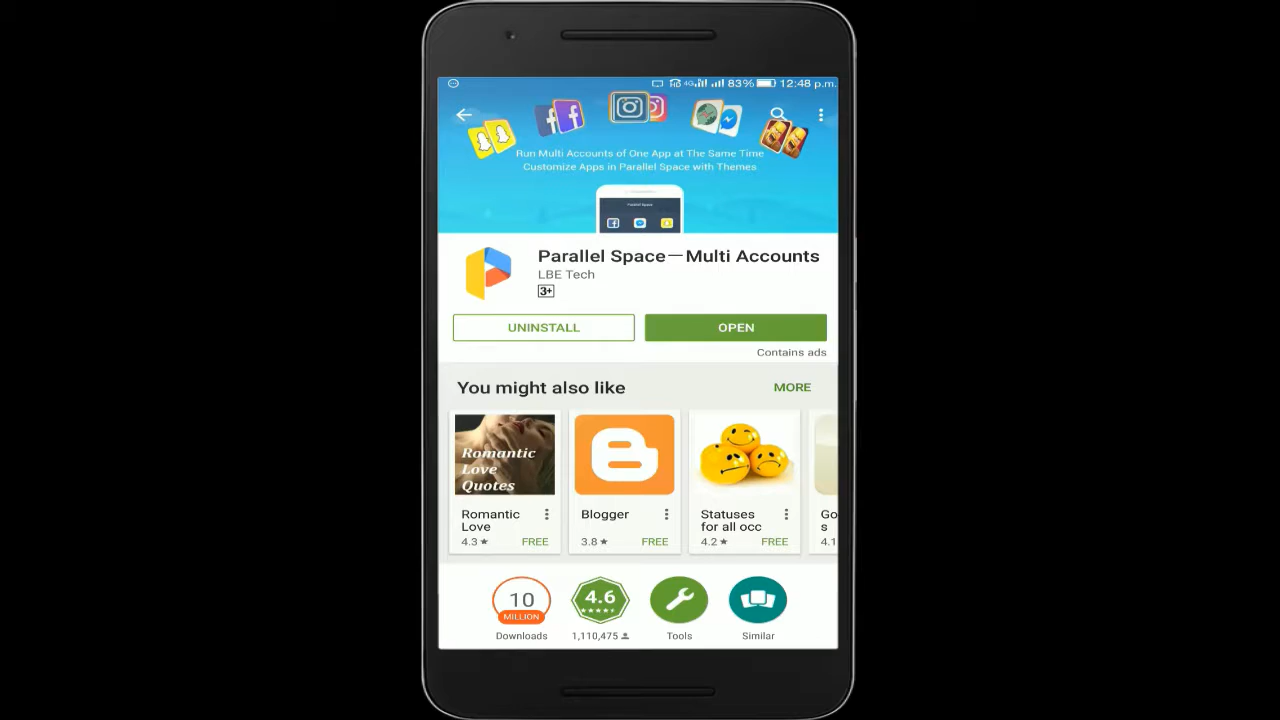 4G 83% 12:48 p.m.
Run Multi Accounts of One App at The Same Time
Customize Apps in Parallel Space with Themes
Parallel Space
Parallel Space—Multi Accounts
LBE Tech
3+
UNINSTALL
OPEN
Contains ads
You might also like
MORE
Romantic
Love
Quotes
Romantic
Love
4.3★ FREE
Blogger
3.8★ FREE
Statuses
for all occ
4.2★ FREE
Go
s
4.1
10
MILLION
Downloads
4.6
1,110,475
Tools
Similar